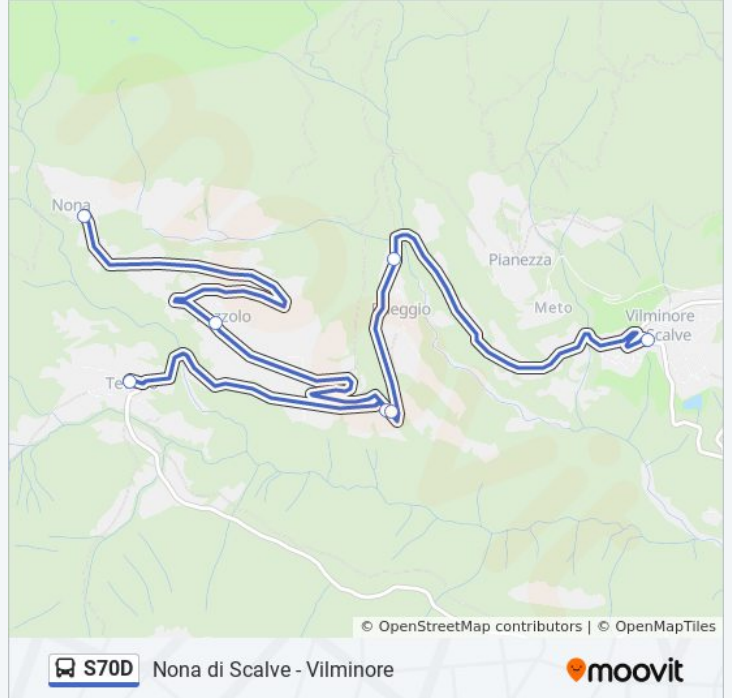 Nona
Pianezza
Meto
Vilminore
Scalve
© OpenStreetMap contributors | © OpenMapTiles
S70D Nona di Scalve - Vilminore
moovit